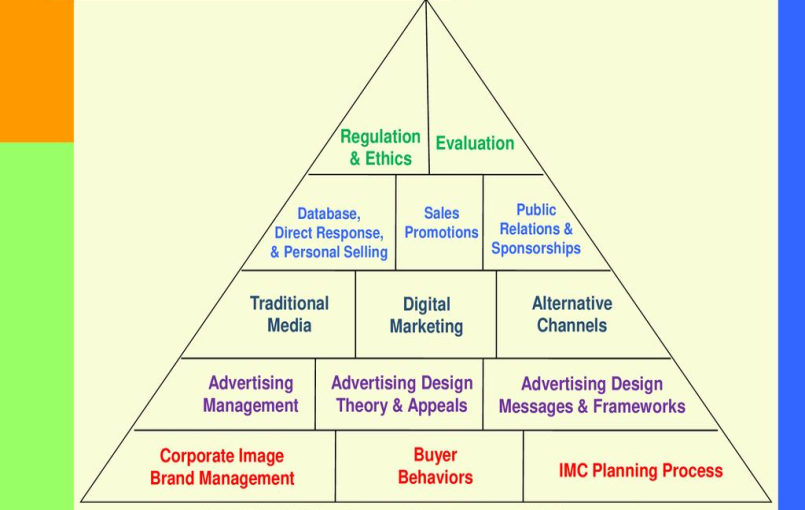 Regulation
& Ethics
Evaluation
Database,
Direct Response,
& Personal Selling
Sales
Promotions
Public
Relations &
Sponsorships
Traditional
Media
Digital
Marketing
Alternative
Channels
Advertising
Management
Advertising Design
Theory & Appeals
Advertising Design
Messages & Frameworks
Corporate Image
Brand Management
Buyer
Behaviors
IMC Planning Process